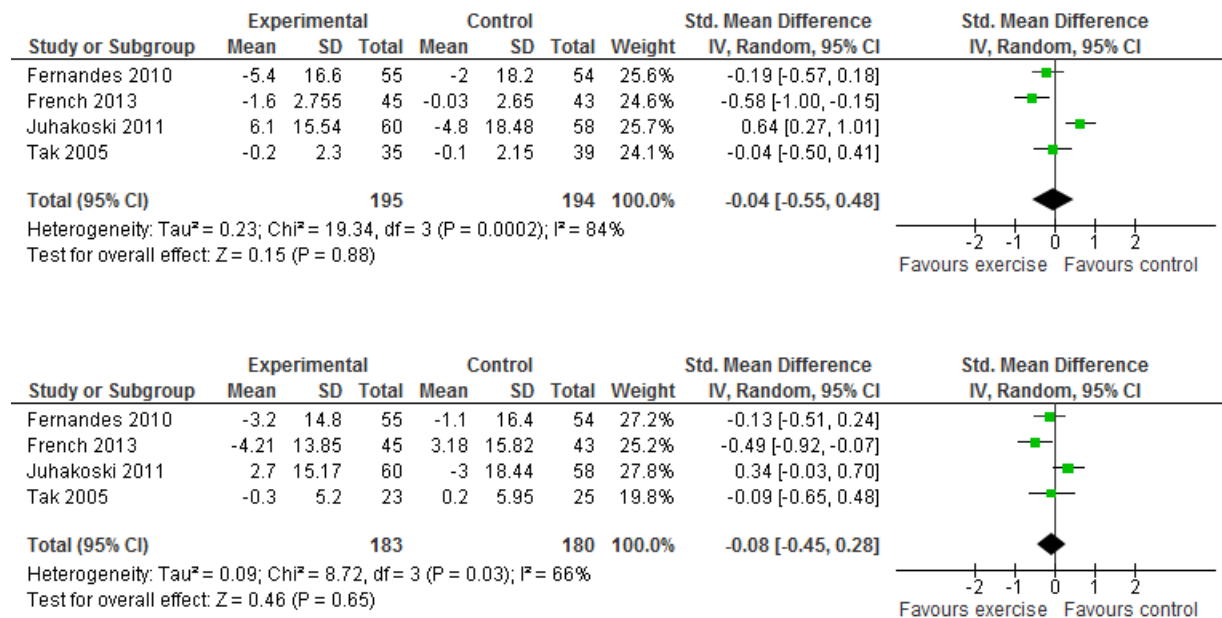 Experimental Control Std. Mean Difference Std. Mean Difference
Study or Subgroup Mean SD Total Mean SD Total Weight IV, Random, 95% CI IV, Random, 95% CI
Fernandes 2010 -5.4 16.6 55 -2 18.2 54 25.6% -0.19 [-0.57, 0.18]
French 2013 -1.6 2.755 45 -0.03 2.65 43 24.6% -0.58 [-1.00, -0.15]
Juhakoski 2011 6.1 15.54 60 -4.8 18.48 58 25.7% 0.64 [0.27, 1.01]
Tak 2005 -0.2 2.3 35 -0.1 2.15 39 24.1% -0.04 [-0.50, 0.41]
Total (95% CI) 195 194 100.0% -0.04 [-0.55, 0.48]
Heterogeneity: Tau² = 0.23; Chi² = 19.34, df = 3 (P = 0.0002); I² = 84%
Test for overall effect: Z = 0.15 (P = 0.88)
-2 -1 0 1 2
Favours exercise Favours control
Experimental Control Std. Mean Difference Std. Mean Difference
Study or Subgroup Mean SD Total Mean SD Total Weight IV, Random, 95% CI IV, Random, 95% CI
Fernandes 2010 -3.2 14.8 55 -1.1 16.4 54 27.2% -0.13 [-0.51, 0.24]
French 2013 -4.21 13.85 45 3.18 15.82 43 25.2% -0.49 [-0.92, -0.07]
Juhakoski 2011 2.7 15.17 60 -3 18.44 58 27.8% 0.34 [-0.03, 0.70]
Tak 2005 -0.3 5.2 23 0.2 5.95 25 19.8% -0.09 [-0.65, 0.48]
Total (95% CI) 183 180 100.0% -0.08 [-0.45, 0.28]
Heterogeneity: Tau² = 0.09; Chi² = 8.72, df = 3 (P = 0.03); I² = 66%
Test for overall effect: Z = 0.46 (P = 0.65)
-2 -1 0 1 2
Favours exercise Favours control